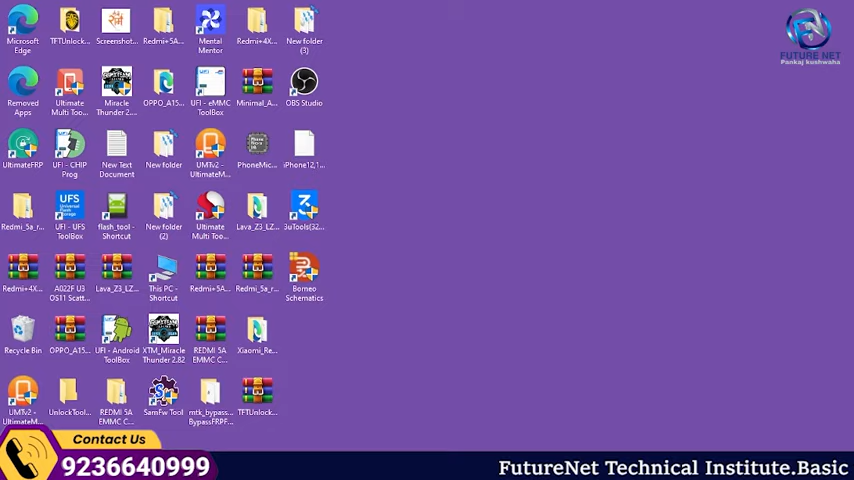 Microsoft Edge
TFTUnlock...
Screenshot...
Redmi+5A...
Mental Mentor
Redmi+4X...
New folder (3)
FUTURE NET
Pankaj kushwaha
Removed Apps
Ultimate Multi Too...
Miracle Thunder 2....
OPPO_A15...
UFI - eMMC ToolBox
Minimal_A...
OBS Studio
UltimateFRP
UFI - CHIP Prog
New Text Document
New folder
UMTv2 - UltimateM...
PhoneMic...
iPhone12,1...
Redmi_5a_r...
UFS
UFI - UFS ToolBox
flash_tool - Shortcut
New folder (2)
Ultimate Multi Too...
Lava_Z3_LZ...
3uTools(32...
Redmi+4X...
A022F U3 OS11 Scatt...
Lava_Z3_LZ...
This PC - Shortcut
Redmi+5A...
Redmi_5a_r...
Borneo Schematics
Recycle Bin
OPPO_A15...
UFI - Android ToolBox
XTM_Miracle Thunder 2.82
REDMI 5A EMMC C...
Xiaomi_Re...
UMTv2 - UltimateM...
UnlockTool...
REDMI 5A EMMC C...
SamFw Tool
mtk_bypass... BypassFRPF...
TFTUnlock...
Contact Us
9236640999
FutureNet Technical Institute.Basic